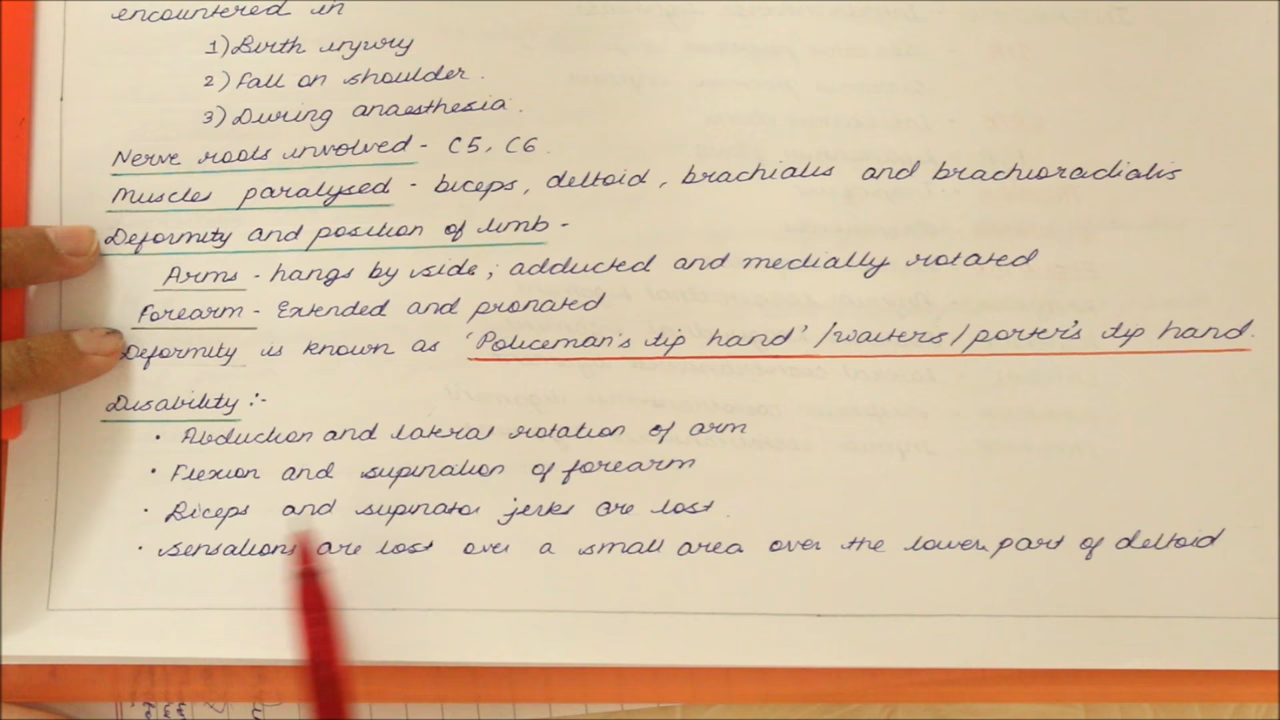 encountered in
1) Birth injury
2) Fall on shoulder.
3) During anaesthesia.
Nerve roots involved - C5, C6.
Muscles paralysed - biceps, deltoid, brachialis and brachioradialis
Deformity and position of limb -
Arms - hangs by side; adducted and medially rotated
Forearm - Extended and pronated
Deformity is known as 'Policeman's tip hand' /waiters/porter's tip hand.
Disability :-
· Abduction and lateral rotation of arm
· Flexion and supination of forearm
· Biceps and supinator jerks are lost.
· Sensations are lost over a small area over the lower part of deltoid